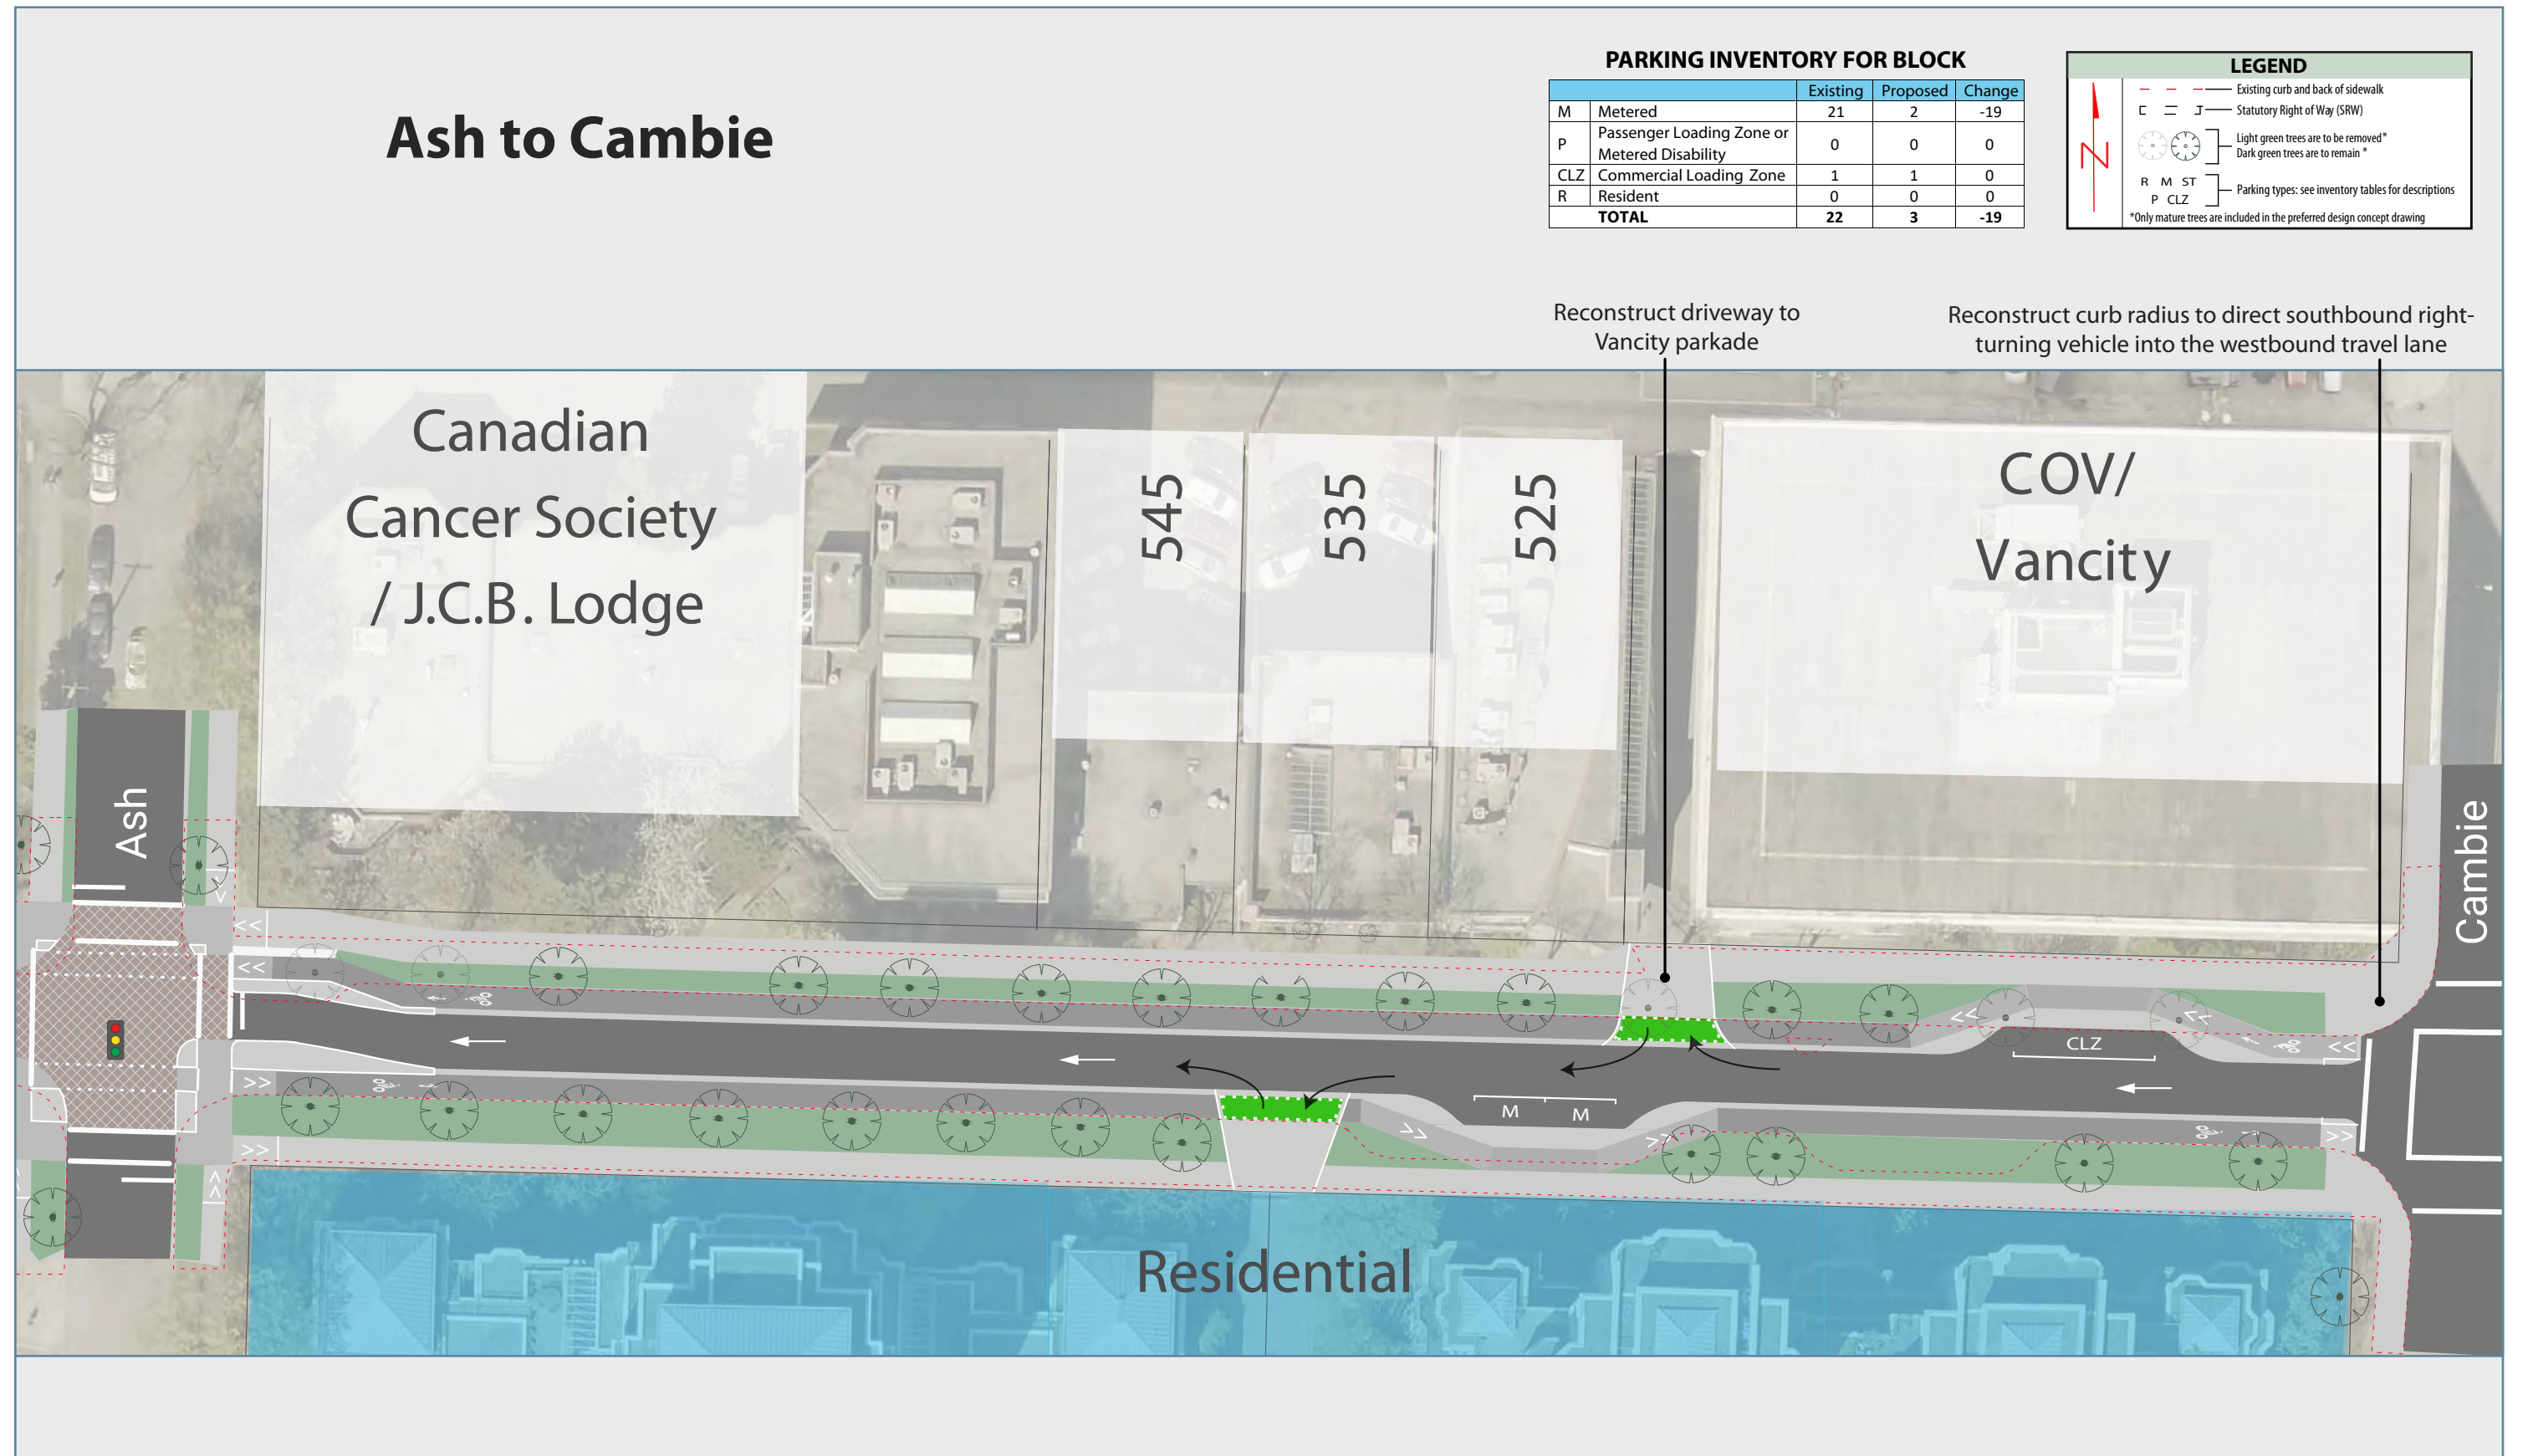 Ash to Cambie
PARKING INVENTORY FOR BLOCK
Existing Proposed Change
M Metered 21 2 -19
P Passenger Loading Zone or
Metered Disability 0 0 0
CLZ Commercial Loading Zone 1 1 0
R Resident 0 0 0
TOTAL 22 3 -19
LEGEND
N
Existing curb and back of sidewalk
Statutory Right of Way (SRW)
Light green trees are to be removed*
Dark green trees are to remain *
R M ST
P CLZ
Parking types: see inventory tables for descriptions
*Only mature trees are included in the preferred design concept drawing
Reconstruct driveway to
Vancity parkade
Reconstruct curb radius to direct southbound right-
turning vehicle into the westbound travel lane
Canadian
Cancer Society
/ J.C.B. Lodge
545
535
525
COV/
Vancity
Ash
Cambie
CLZ
M M
Residential